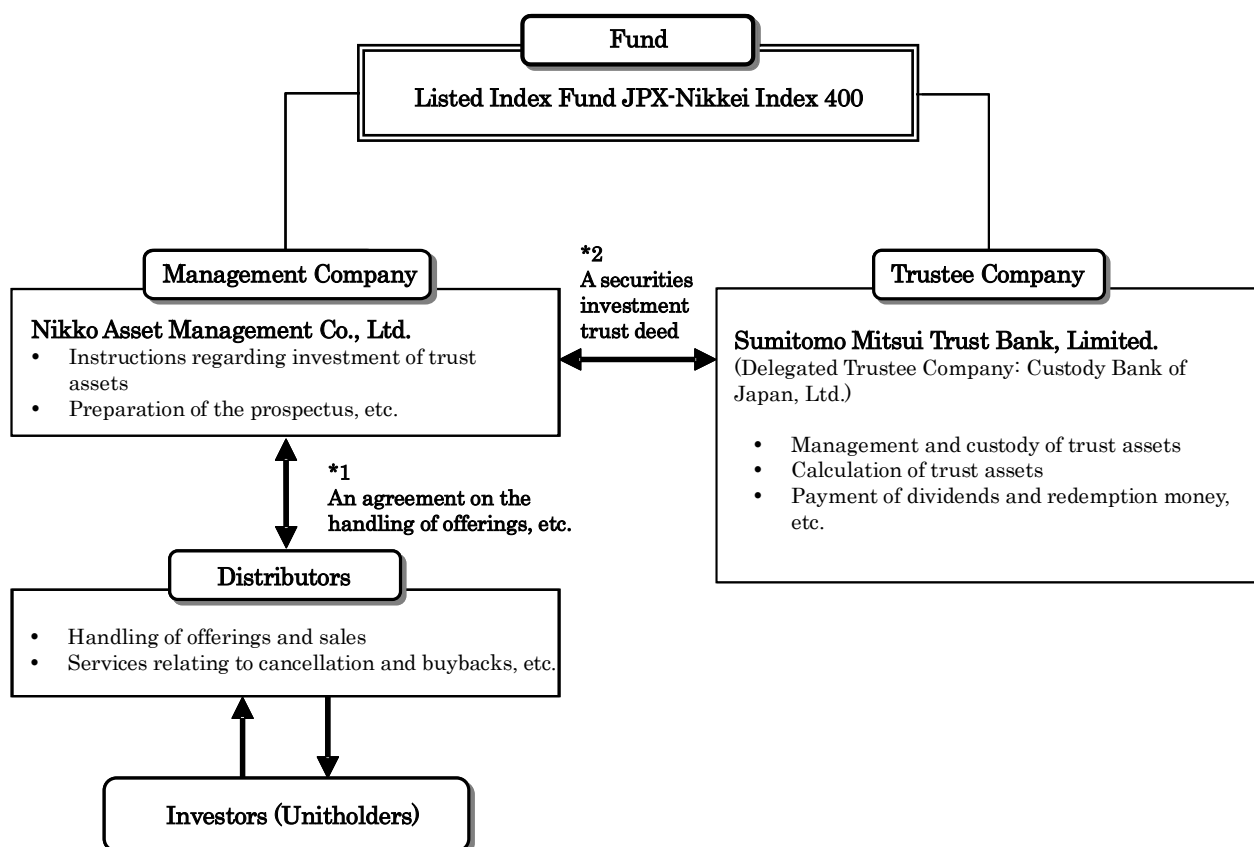 Fund
Listed Index Fund JPX-Nikkei Index 400
Management Company
Nikko Asset Management Co., Ltd.
• Instructions regarding investment of trust
assets
• Preparation of the prospectus, etc.
*2
A securities
investment
trust deed
Trustee Company
Sumitomo Mitsui Trust Bank, Limited.
(Delegated Trustee Company: Custody Bank of
Japan, Ltd.)
• Management and custody of trust assets
• Calculation of trust assets
• Payment of dividends and redemption money,
etc.
*1
An agreement on the
handling of offerings, etc.
Distributors
• Handling of offerings and sales
• Services relating to cancellation and buybacks, etc.
Investors (Unitholders)